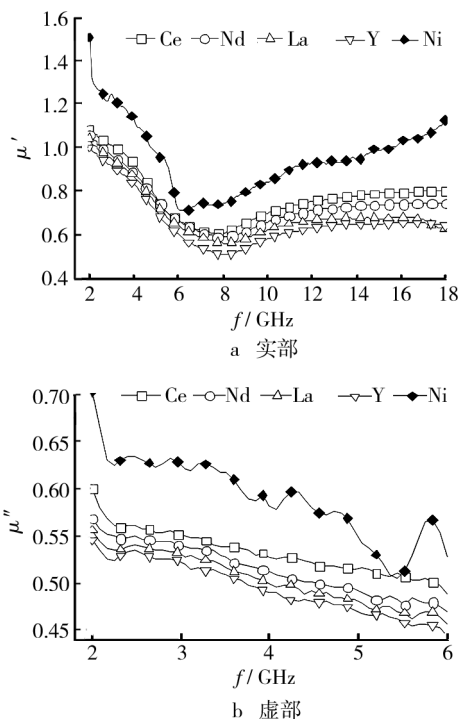 1.6
Ce Nd La Y Ni
1.4
1.2
μ′
1.0
0.8
0.6
0.4
2 4 6 8 10 12 14 16 18
f / GHz
a 实部
0.70
Ce Nd La Y Ni
0.65
0.60
μ″
0.55
0.50
0.45
2 3 4 5 6
f / GHz
b 虚部